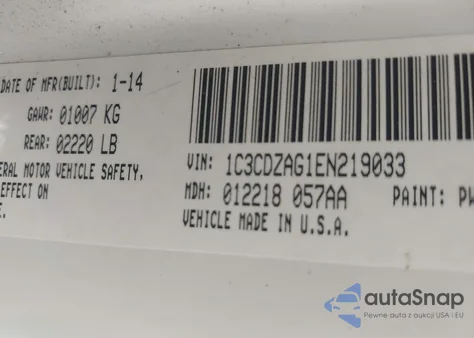 DATE OF MFR(BUILT): 1-14
GAWR: 01007 KG
REAR: 02220 LB
ERAL MOTOR VEHICLE SAFETY,
EFFECT ON
E.
VIN: 1C3CDZAG1EN219033
MDH: 012218 057AA PAINT: PW
VEHICLE MADE IN U.S.A.
autoSnap
Pewne auta z aukcji USA i EU